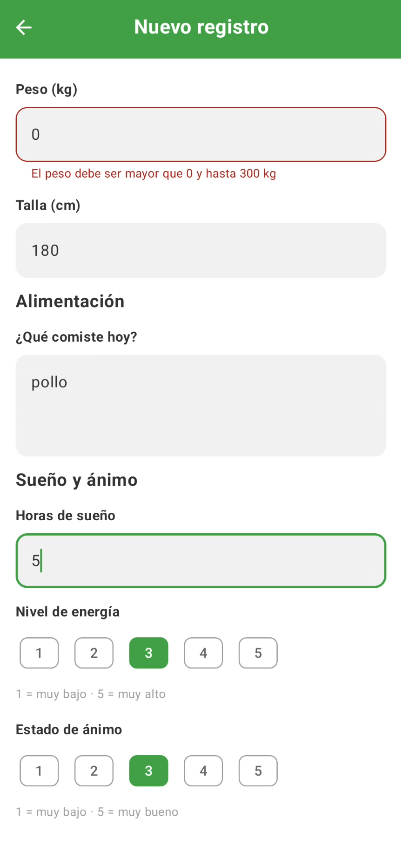 Nuevo registro
Peso (kg)
0
El peso debe ser mayor que 0 y hasta 300 kg
Talla (cm)
180
Alimentación
¿Qué comiste hoy?
pollo
Sueño y ánimo
Horas de sueño
5
Nivel de energía
1 2 3 4 5
1 = muy bajo · 5 = muy alto
Estado de ánimo
1 2 3 4 5
1 = muy bajo · 5 = muy bueno